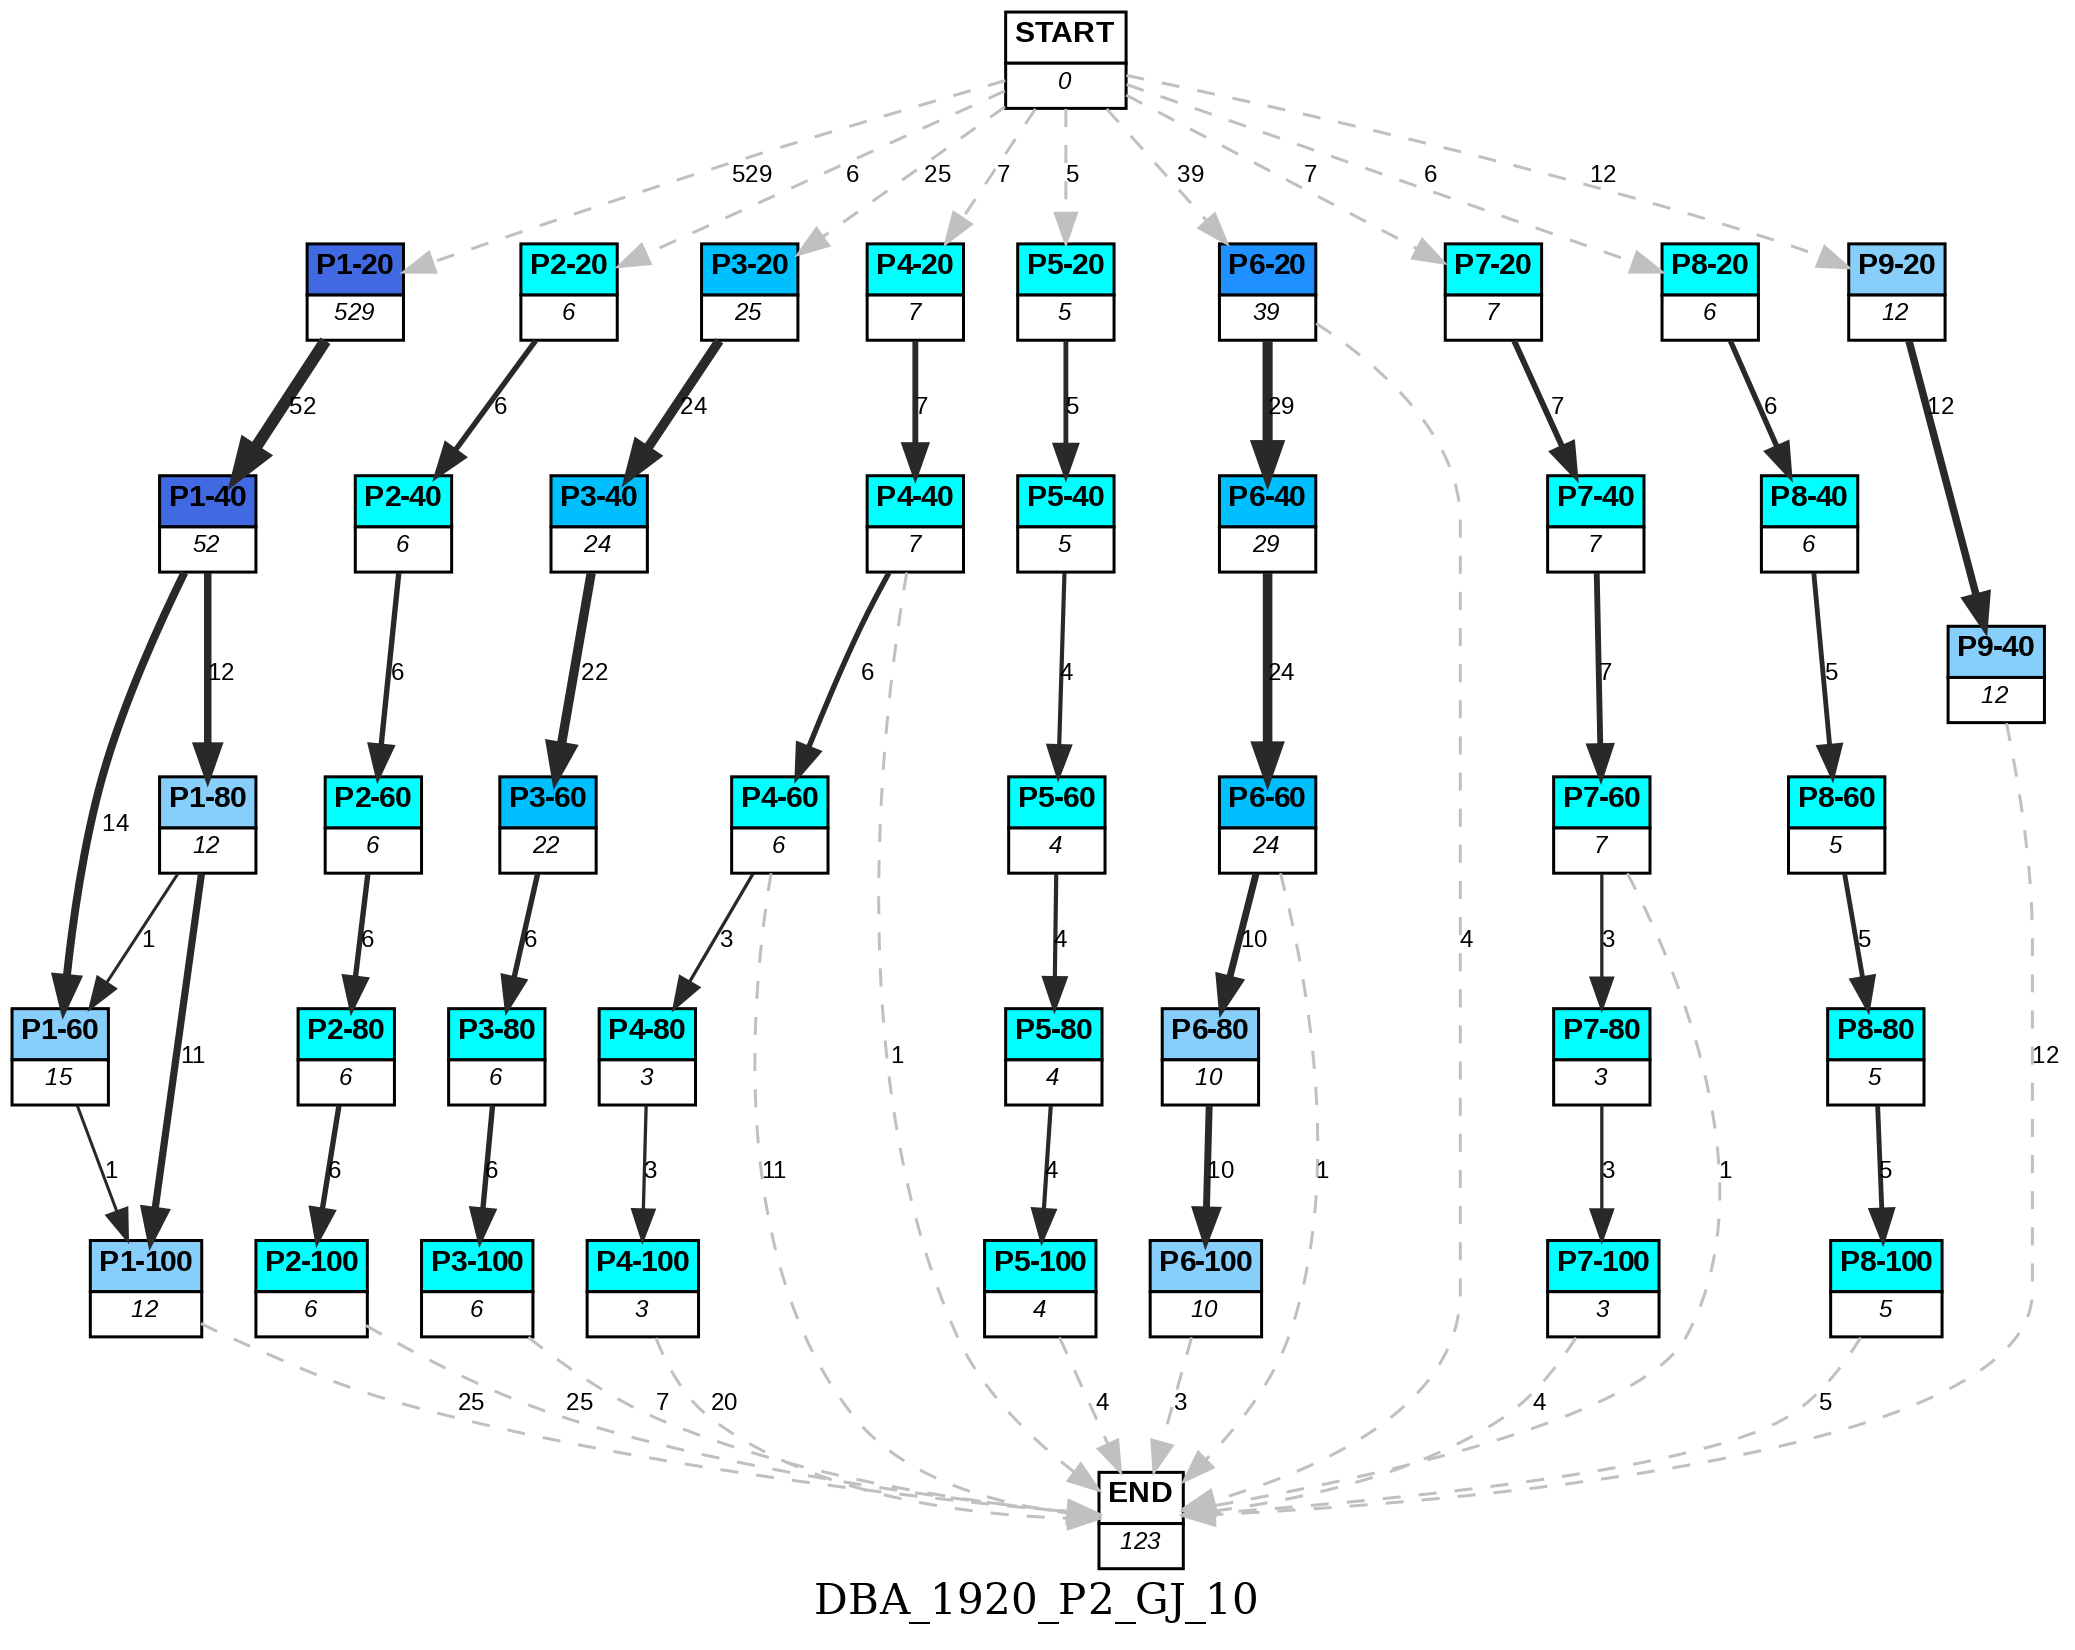 START
0
529
6
25
7
5
39
7
6
12
P1-20
529
P2-20
6
P3-20
25
P4-20
7
P5-20
5
P6-20
39
P7-20
7
P8-20
6
P9-20
12
52
6
24
7
5
29
7
6
12
P1-40
52
P2-40
6
P3-40
24
P4-40
7
P5-40
5
P6-40
29
P7-40
7
P8-40
6
P9-40
12
14
12
6
22
6
4
24
7
5
P1-80
12
P2-60
6
P3-60
22
P4-60
6
P5-60
4
P6-60
24
P7-60
7
P8-60
5
1
11
6
6
3
4
10
4
3
5
P1-60
15
P2-80
6
P3-80
6
P4-80
3
1
P5-80
4
P6-80
10
P7-80
3
P8-80
5
12
1
6
6
3
11
4
10
1
3
1
5
P1-100
12
P2-100
6
P3-100
6
P4-100
3
P5-100
4
P6-100
10
P7-100
3
P8-100
5
25
25
7
20
4
3
4
5
END
123
DBA_1920_P2_GJ_10